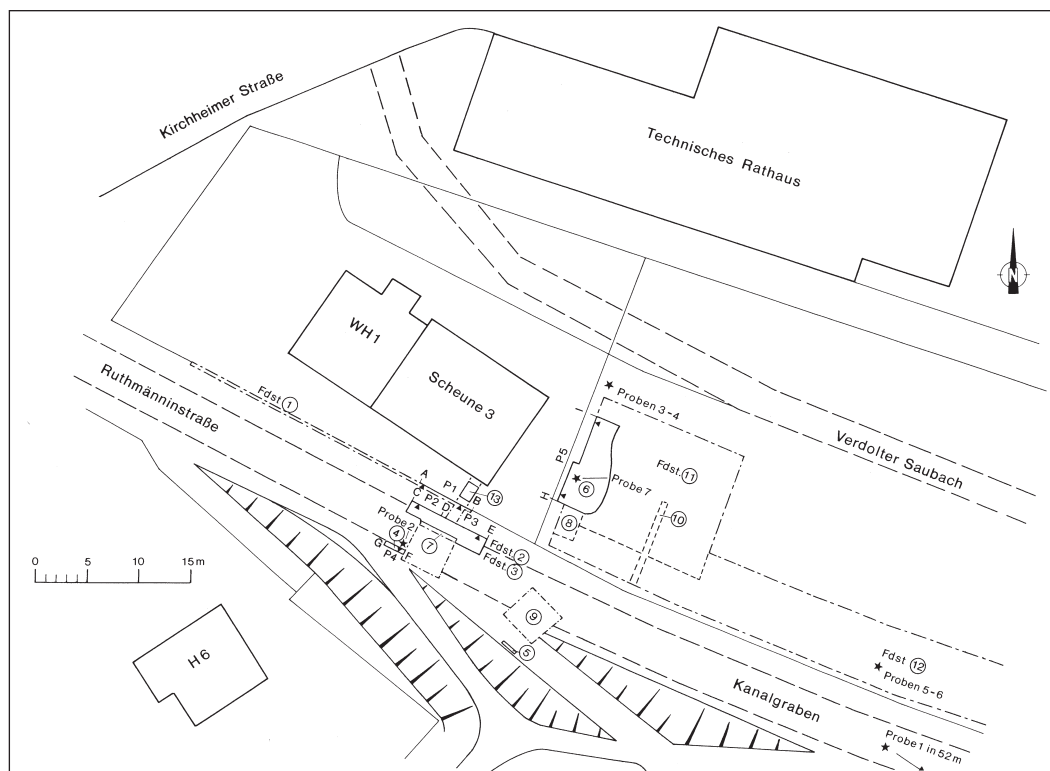 Kirchheimer Straße
Technisches Rathaus
N
WH 1
Scheune 3
Ruthmänninstraße
Fdst. 1
Proben 3-4
Verdolter Saubach
P5
Fdst. 11
A
P1
B
13
H
6
Probe 7
C
P2
D
P3
E
8
10
Probe 2
4
7
Fdst. 2
Fdst. 3
G
P4
F
0 5 10 15 m
9
5
H 6
Fdst 12
Proben 5-6
Kanalgraben
Probe 1 in 52 m